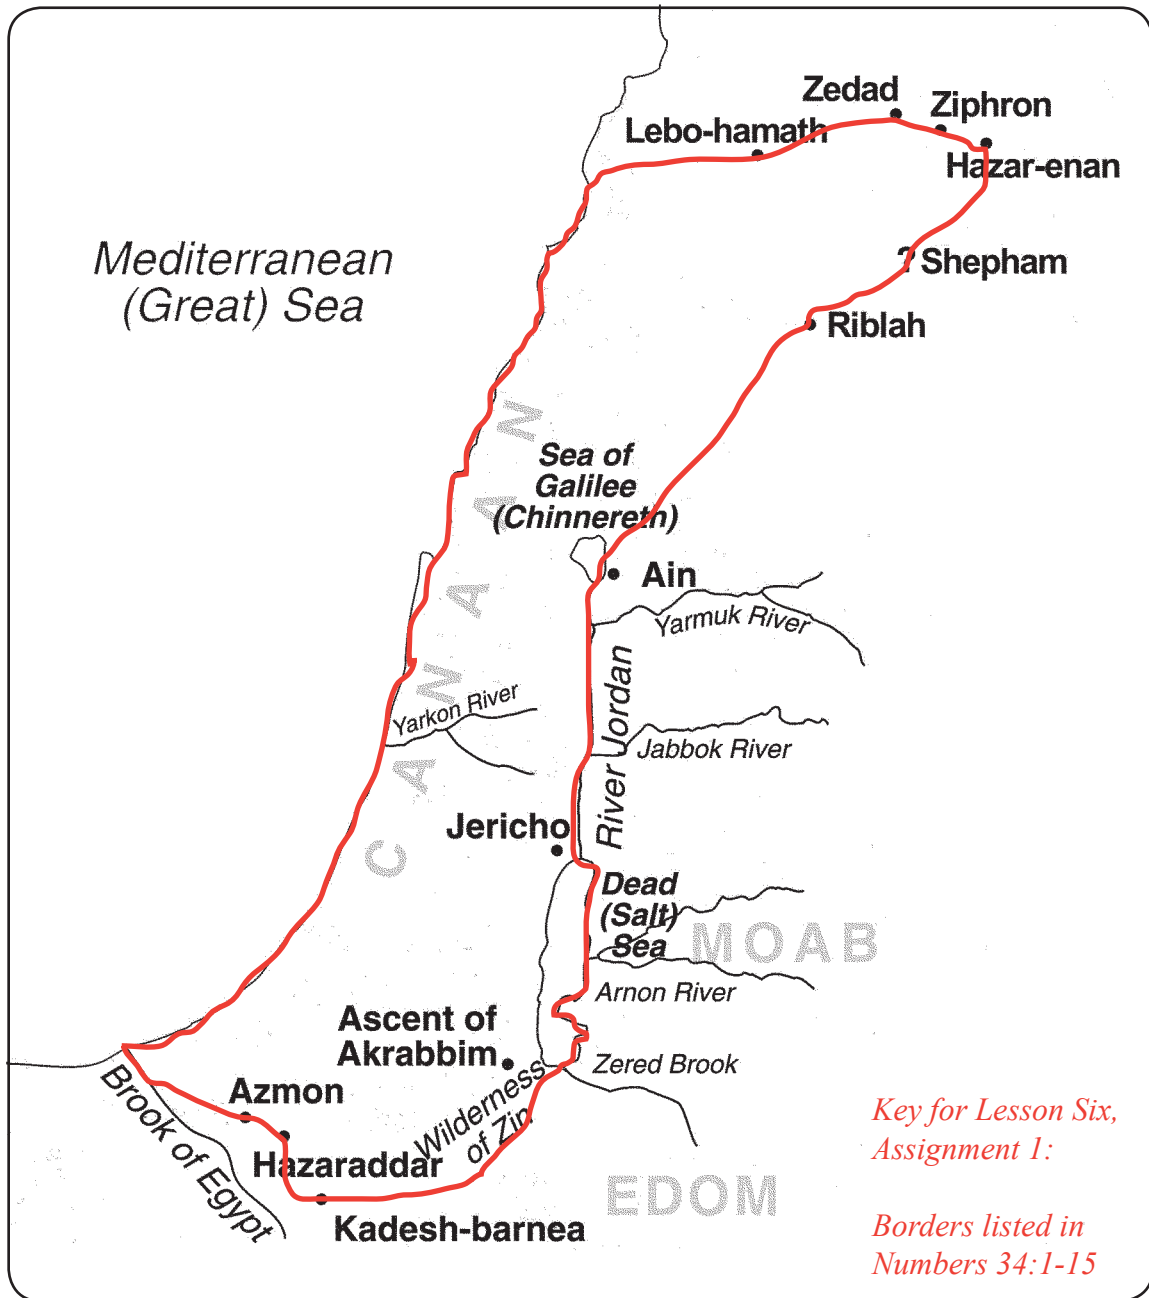 Zedad
Ziphron
Lebo-hamath
Hazar-enan
Mediterranean
(Great) Sea
? Shepham
Riblah
CANAAN
Sea of
Galilee
(Chinnereth)
Ain
Yarmuk River
River Jordan
Yarkon River
Jabbok River
Jericho
Dead
(Salt)
Sea
MOAB
Arnon River
Ascent of
Akrabbim
Zered Brook
Brook of Egypt
Azmon
Wilderness
of Zin
Hazaraddar
EDOM
Kadesh-barnea
Key for Lesson Six,
Assignment 1:
Borders listed in
Numbers 34:1-15